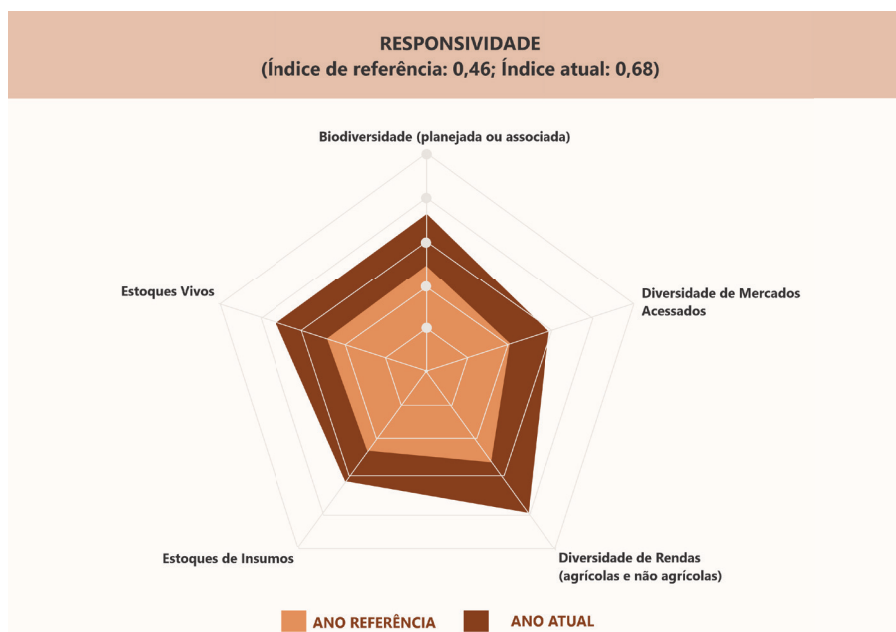 RESPONSIVIDADE
(Índice de referência: 0,46; Índice atual: 0,68)
Biodiversidade (planejada ou associada)
Estoques Vivos
Diversidade de Mercados
Acessados
Estoques de Insumos
Diversidade de Rendas
(agrícolas e não agrícolas)
ANO REFERÊNCIA
ANO ATUAL